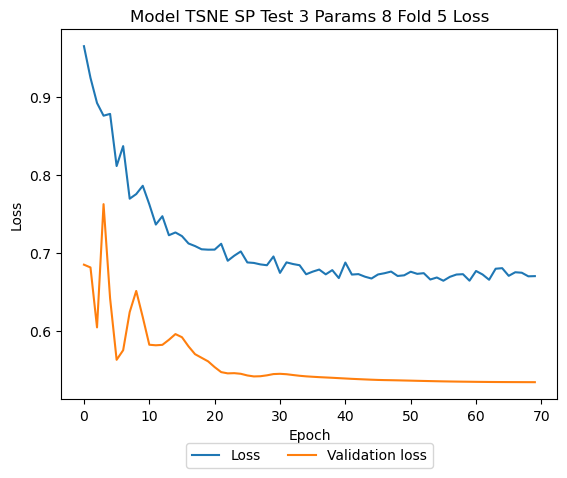 Model TSNE SP Test 3 Params 8 Fold 5 Loss
Loss
0.9
0.8
0.7
0.6
0 10 20 30 40 50 60 70
Epoch
Loss Validation loss